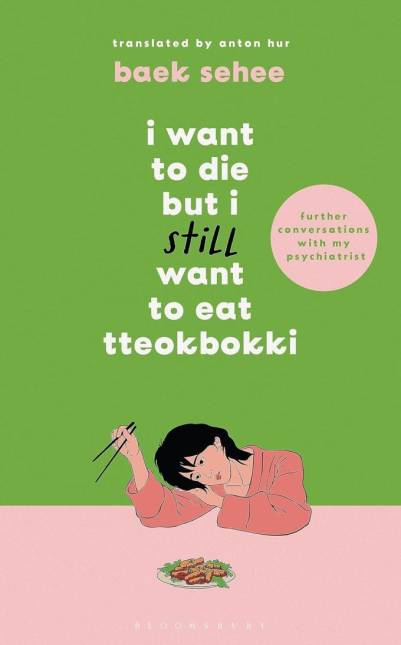 translated by anton hur
baek sehee
i want
to die
but i
still
want
to eat
tteokbokki
further
conversations
with my
psychiatrist
BLOOMSBURY